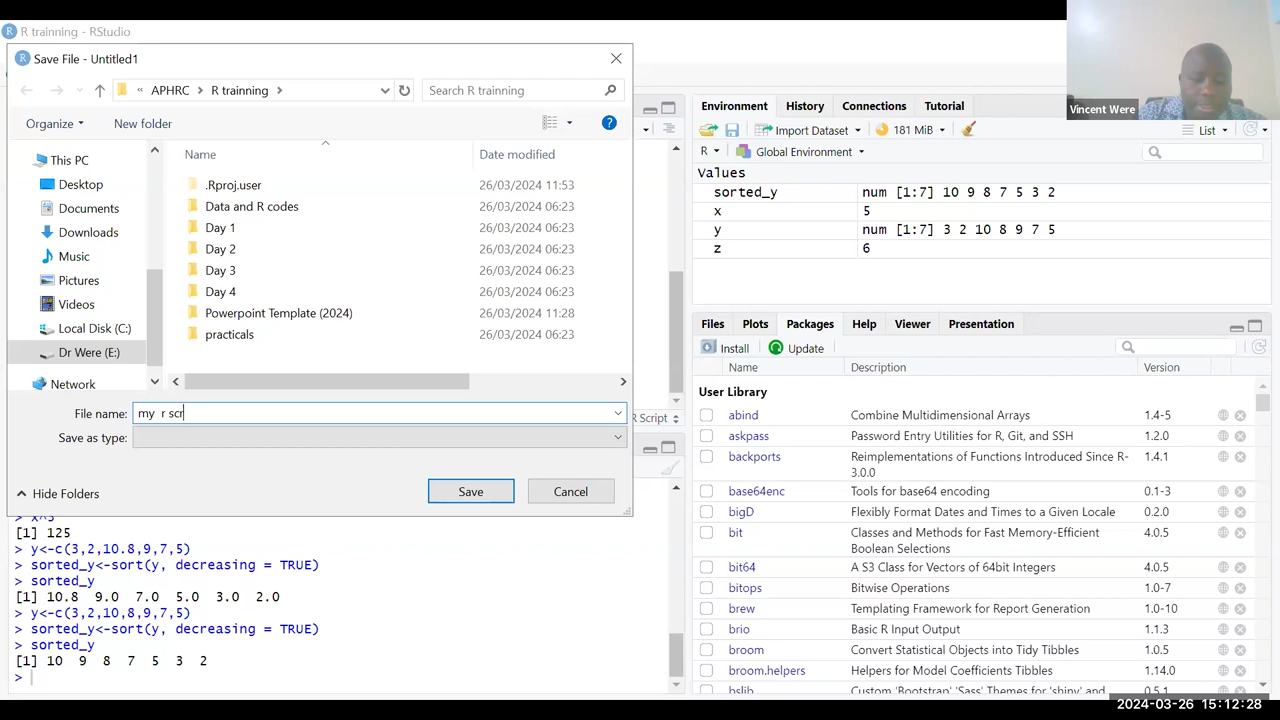 R trainning - RStudio
Save File - Untitled1
« APHRC > R trainning >
Search R trainning
Organize
New folder
Name
Date modified
This PC
Desktop
Documents
Downloads
Music
Pictures
Videos
Local Disk (C:)
Dr Were (E:)
Network
.Rproj.user 26/03/2024 11:53
Data and R codes 26/03/2024 06:23
Day 1 26/03/2024 06:23
Day 2 26/03/2024 06:23
Day 3 26/03/2024 06:23
Day 4 26/03/2024 06:23
Powerpoint Template (2024) 26/03/2024 11:28
practicals 26/03/2024 06:23
File name: my  r scr
Save as type:
Hide Folders
Save
Cancel
R Script
[1] 125
> y<-c(3,2,10.8,9,7,5)
> sorted_y<-sort(y, decreasing = TRUE)
> sorted_y
[1] 10.8  9.0  7.0  5.0  3.0  2.0
> y<-c(3,2,10,8,9,7,5)
> sorted_y<-sort(y, decreasing = TRUE)
> sorted_y
[1] 10  9  8  7  5  3  2
>
Environment History Connections Tutorial
Import Dataset 181 MiB List
R Global Environment
Values
sorted_y num [1:7] 10 9 8 7 5 3 2
x 5
y num [1:7] 3 2 10 8 9 7 5
z 6
Files Plots Packages Help Viewer Presentation
Install Update
Name Description Version
User Library
abind Combine Multidimensional Arrays 1.4-5
askpass Password Entry Utilities for R, Git, and SSH 1.2.0
backports Reimplementations of Functions Introduced Since R-
3.0.0 1.4.1
base64enc Tools for base64 encoding 0.1-3
bigD Flexibly Format Dates and Times to a Given Locale 0.2.0
bit Classes and Methods for Fast Memory-Efficient
Boolean Selections 4.0.5
bit64 A S3 Class for Vectors of 64bit Integers 4.0.5
bitops Bitwise Operations 1.0-7
brew Templating Framework for Report Generation 1.0-10
brio Basic R Input Output 1.1.3
broom Convert Statistical Objects into Tidy Tibbles 1.0.5
broom.helpers Helpers for Model Coefficients Tibbles 1.14.0
bslib Custom 'Bootstrap' 'Sass' Themes for 'shiny' and 0.5.1
Vincent Were
2024-03-26 15:12:28